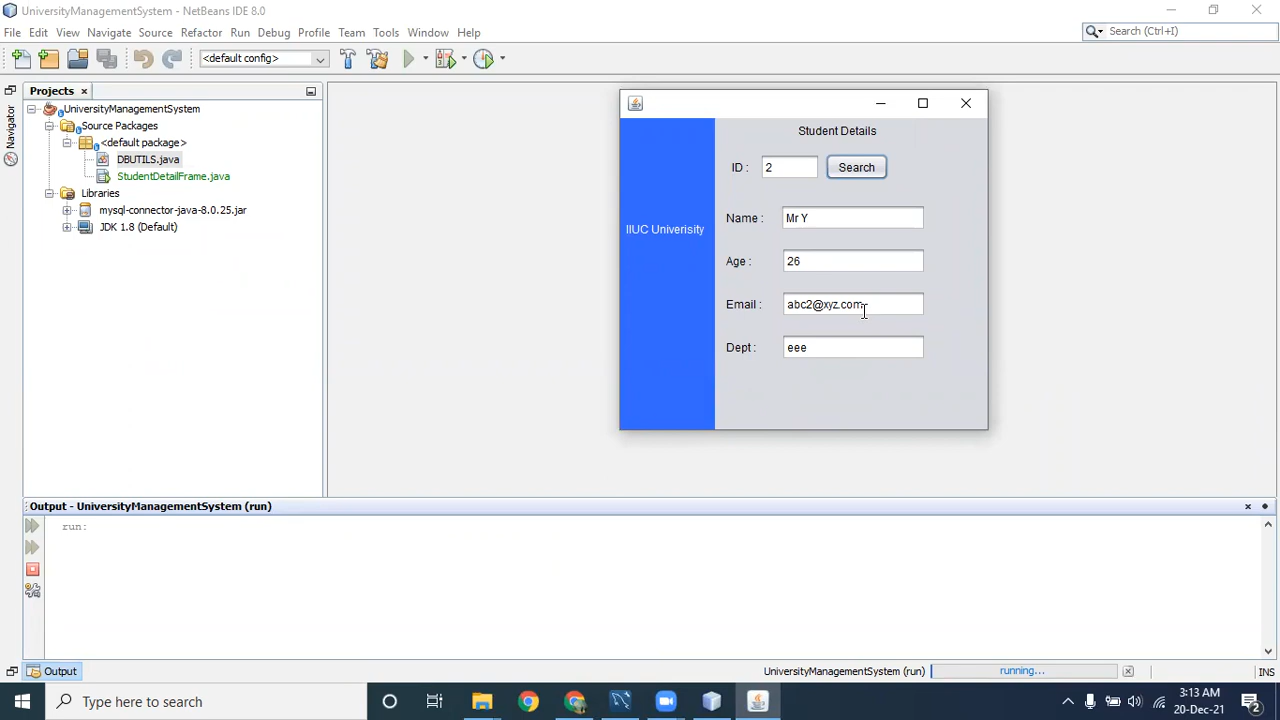 UniversityManagementSystem - NetBeans IDE 8.0
File Edit View Navigate Source Refactor Run Debug Profile Team Tools Window Help
Search (Ctrl+I)
<default config>
Projects
Navigator
UniversityManagementSystem
Source Packages
<default package>
DBUTILS.java
StudentDetailFrame.java
Libraries
mysql-connector-java-8.0.25.jar
JDK 1.8 (Default)
Student Details
ID : 2 Search
Name : Mr Y
IIUC Univerisity
Age : 26
Email : abc2@xyz.com
Dept : eee
Output - UniversityManagementSystem (run)
run:
Output
UniversityManagementSystem (run) running... INS
Type here to search
3:13 AM
20-Dec-21
2